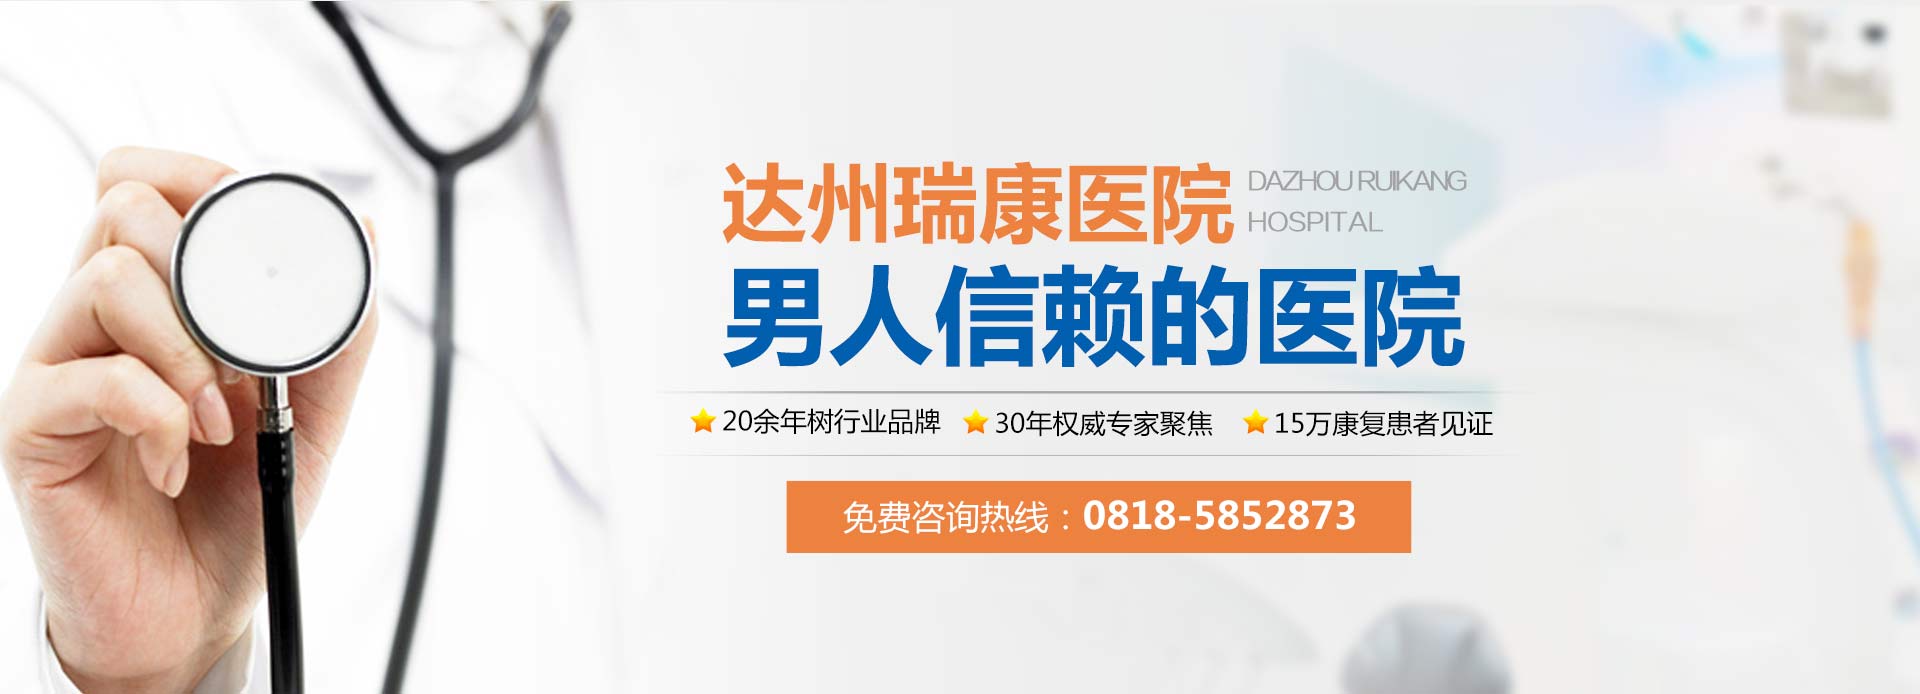 达州瑞康医院
DAZHOU RUIKANG
HOSPITAL
男人信赖的医院
20余年树行业品牌 30年权威专家聚焦 15万康复患者见证
免费咨询热线：0818-5852873